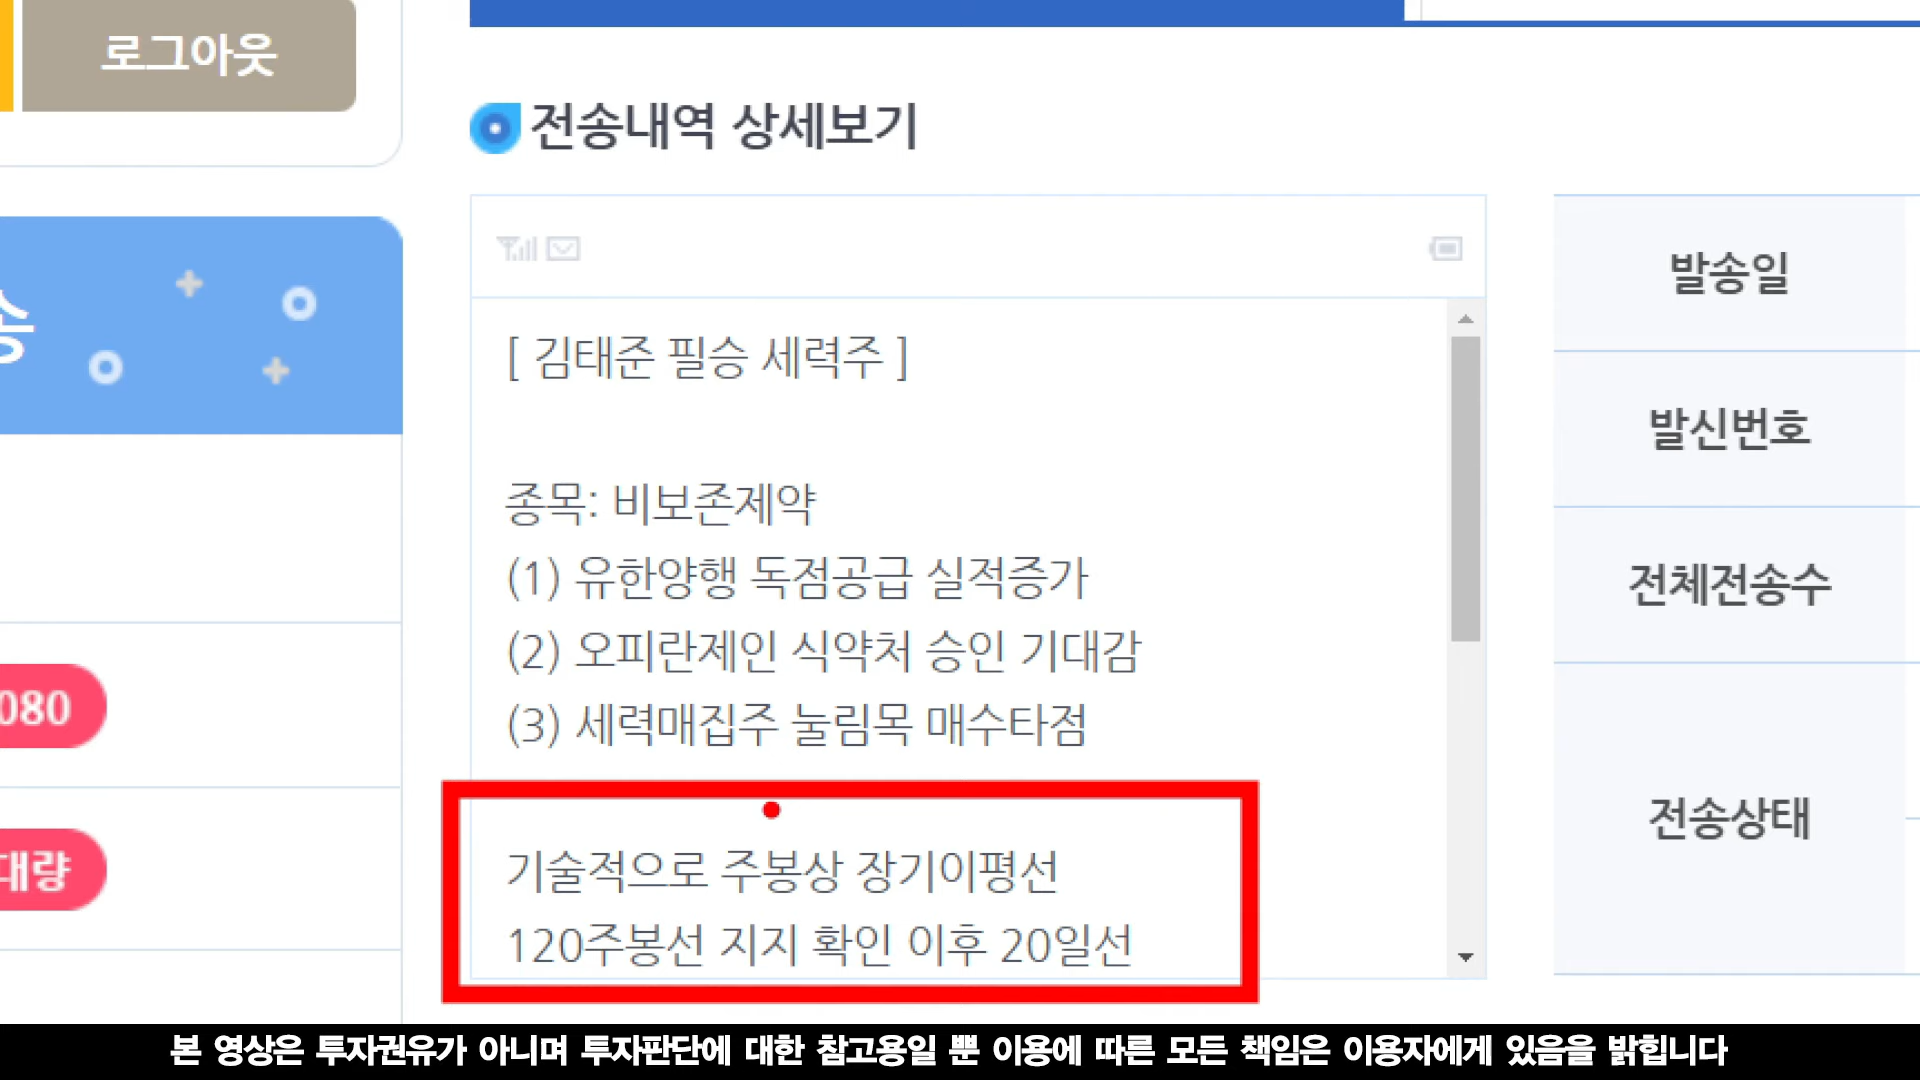 로그아웃
전송내역 상세보기
송
[ 김태준 필승 세력주 ]
종목: 비보존제약
(1) 유한양행 독점공급 실적증가
(2) 오피란제인 식약처 승인 기대감
(3) 세력매집주 눌림목 매수타점
기술적으로 주봉상 장기이평선
120주봉선 지지 확인 이후 20일선
발송일
발신번호
전체전송수
전송상태
080
대량
본 영상은 투자권유가 아니며 투자판단에 대한 참고용일 뿐 이용에 따른 모든 책임은 이용자에게 있음을 밝힙니다